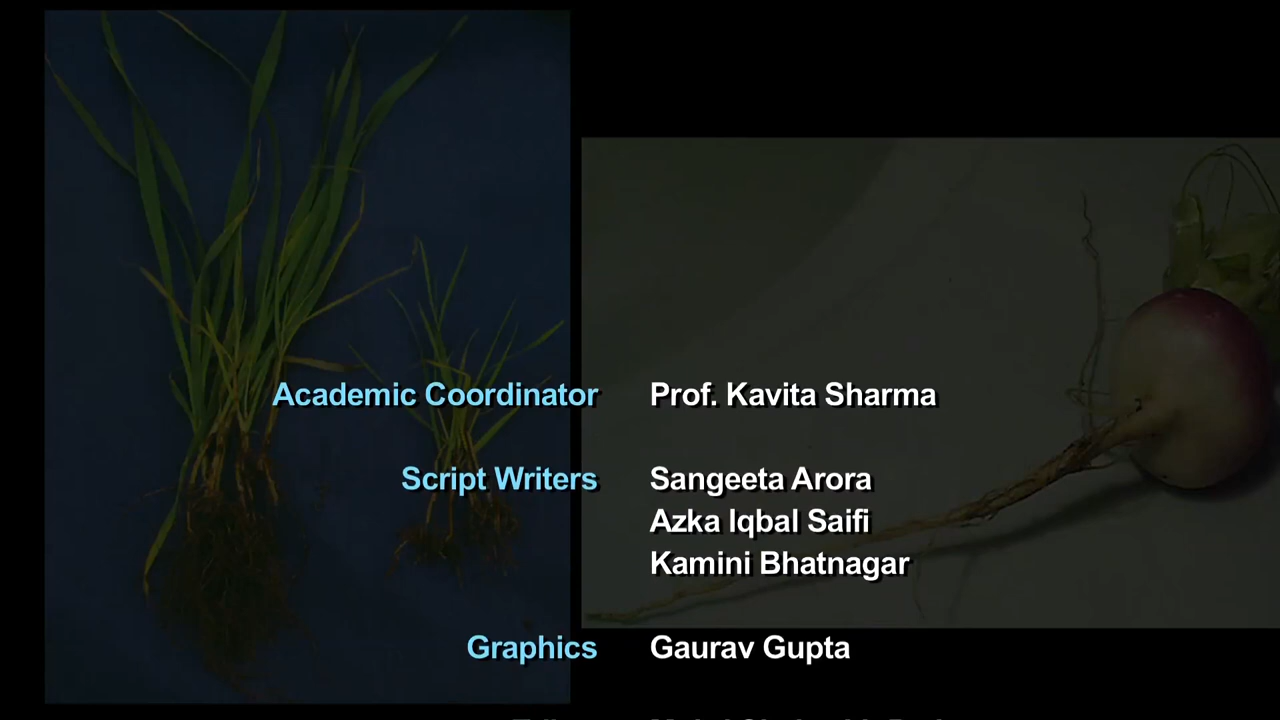 Academic Coordinator Prof. Kavita Sharma
Script Writers Sangeeta Arora
Azka Iqbal Saifi
Kamini Bhatnagar
Graphics Gaurav Gupta